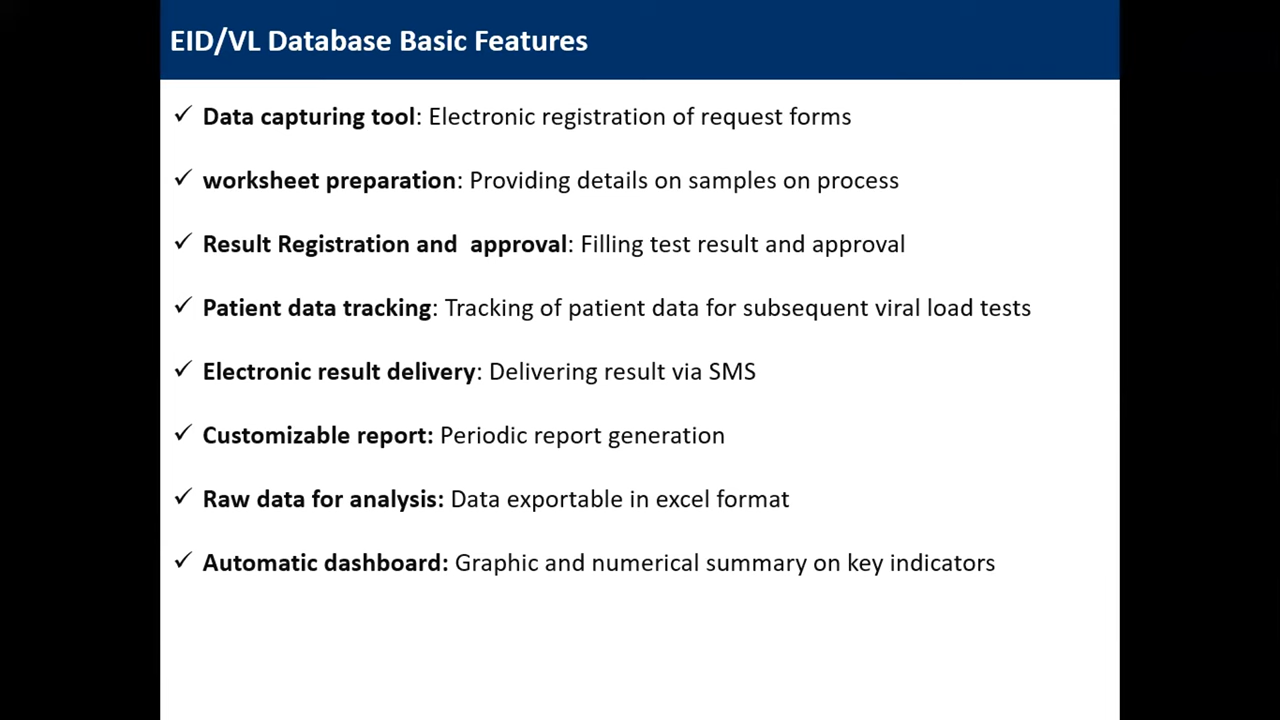 EID/VL Database Basic Features
✓ Data capturing tool: Electronic registration of request forms
✓ worksheet preparation: Providing details on samples on process
✓ Result Registration and  approval: Filling test result and approval
✓ Patient data tracking: Tracking of patient data for subsequent viral load tests
✓ Electronic result delivery: Delivering result via SMS
✓ Customizable report: Periodic report generation
✓ Raw data for analysis: Data exportable in excel format
✓ Automatic dashboard: Graphic and numerical summary on key indicators